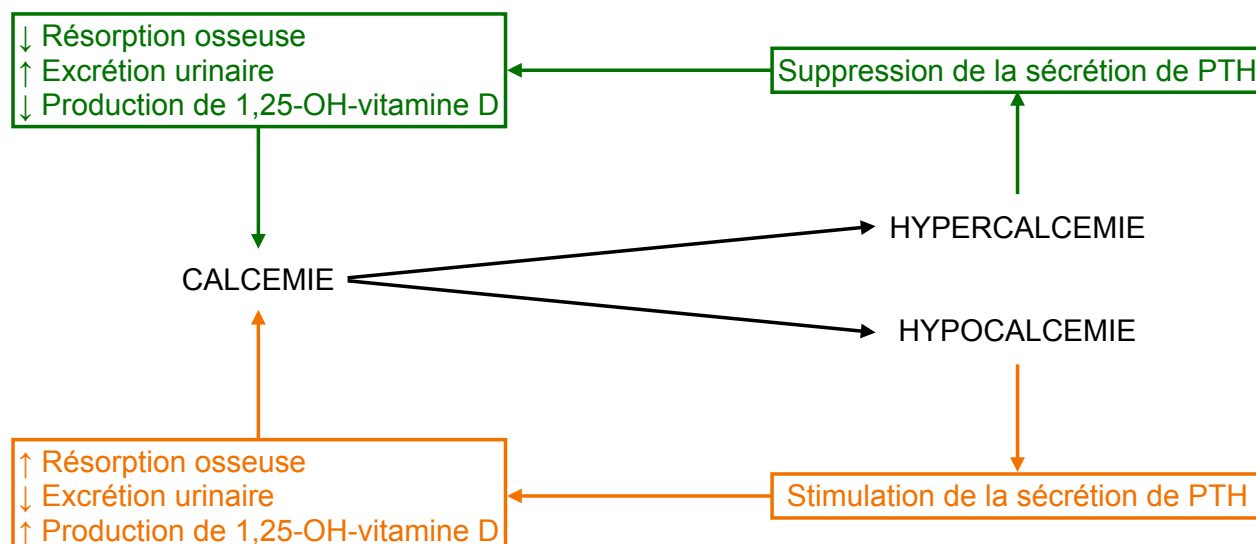 ↓ Résorption osseuse
↑ Excrétion urinaire
↓ Production de 1,25-OH-vitamine D
Suppression de la sécrétion de PTH
HYPERCALCEMIE
CALCEMIE
HYPOCALCEMIE
↑ Résorption osseuse
↓ Excrétion urinaire
↑ Production de 1,25-OH-vitamine D
Stimulation de la sécrétion de PTH